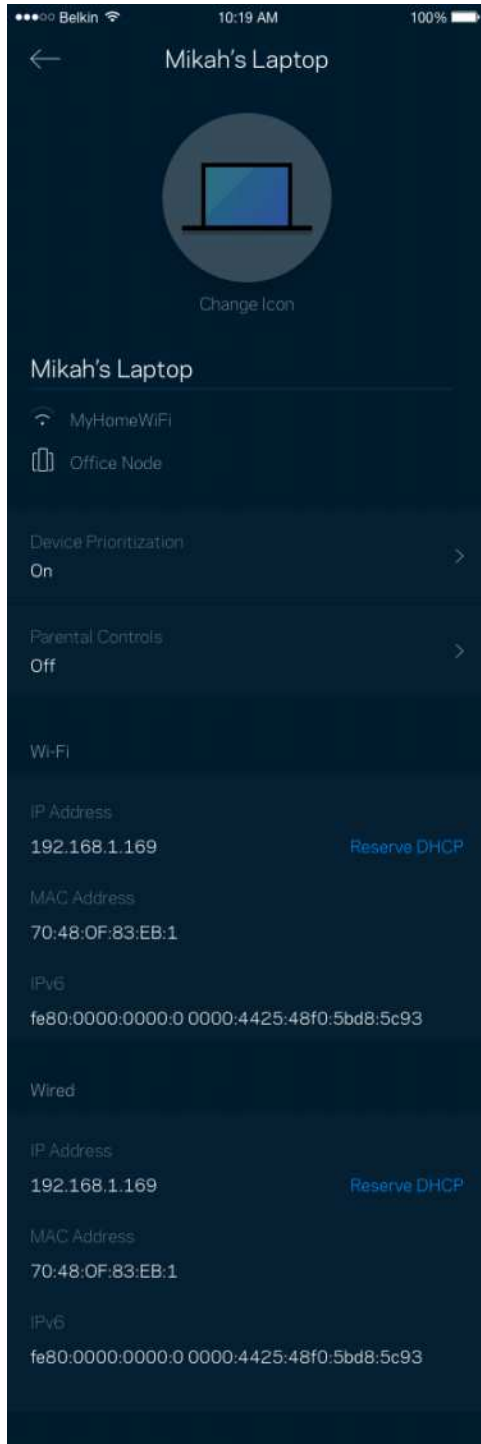 Belkin 10:19 AM 100%
Mikah's Laptop
Change Icon
Mikah's Laptop
MyHomeWiFi
Office Node
Device Prioritization
On
Parental Controls
Off
Wi-Fi
IP Address
192.168.1.169 Reserve DHCP
MAC Address
70:48:0F:83:EB:1
IPv6
fe80:0000:0000:0 0000:4425:48f0:5bd8:5c93
Wired
IP Address
192.168.1.169 Reserve DHCP
MAC Address
70:48:0F:83:EB:1
IPv6
fe80:0000:0000:0 0000:4425:48f0:5bd8:5c93